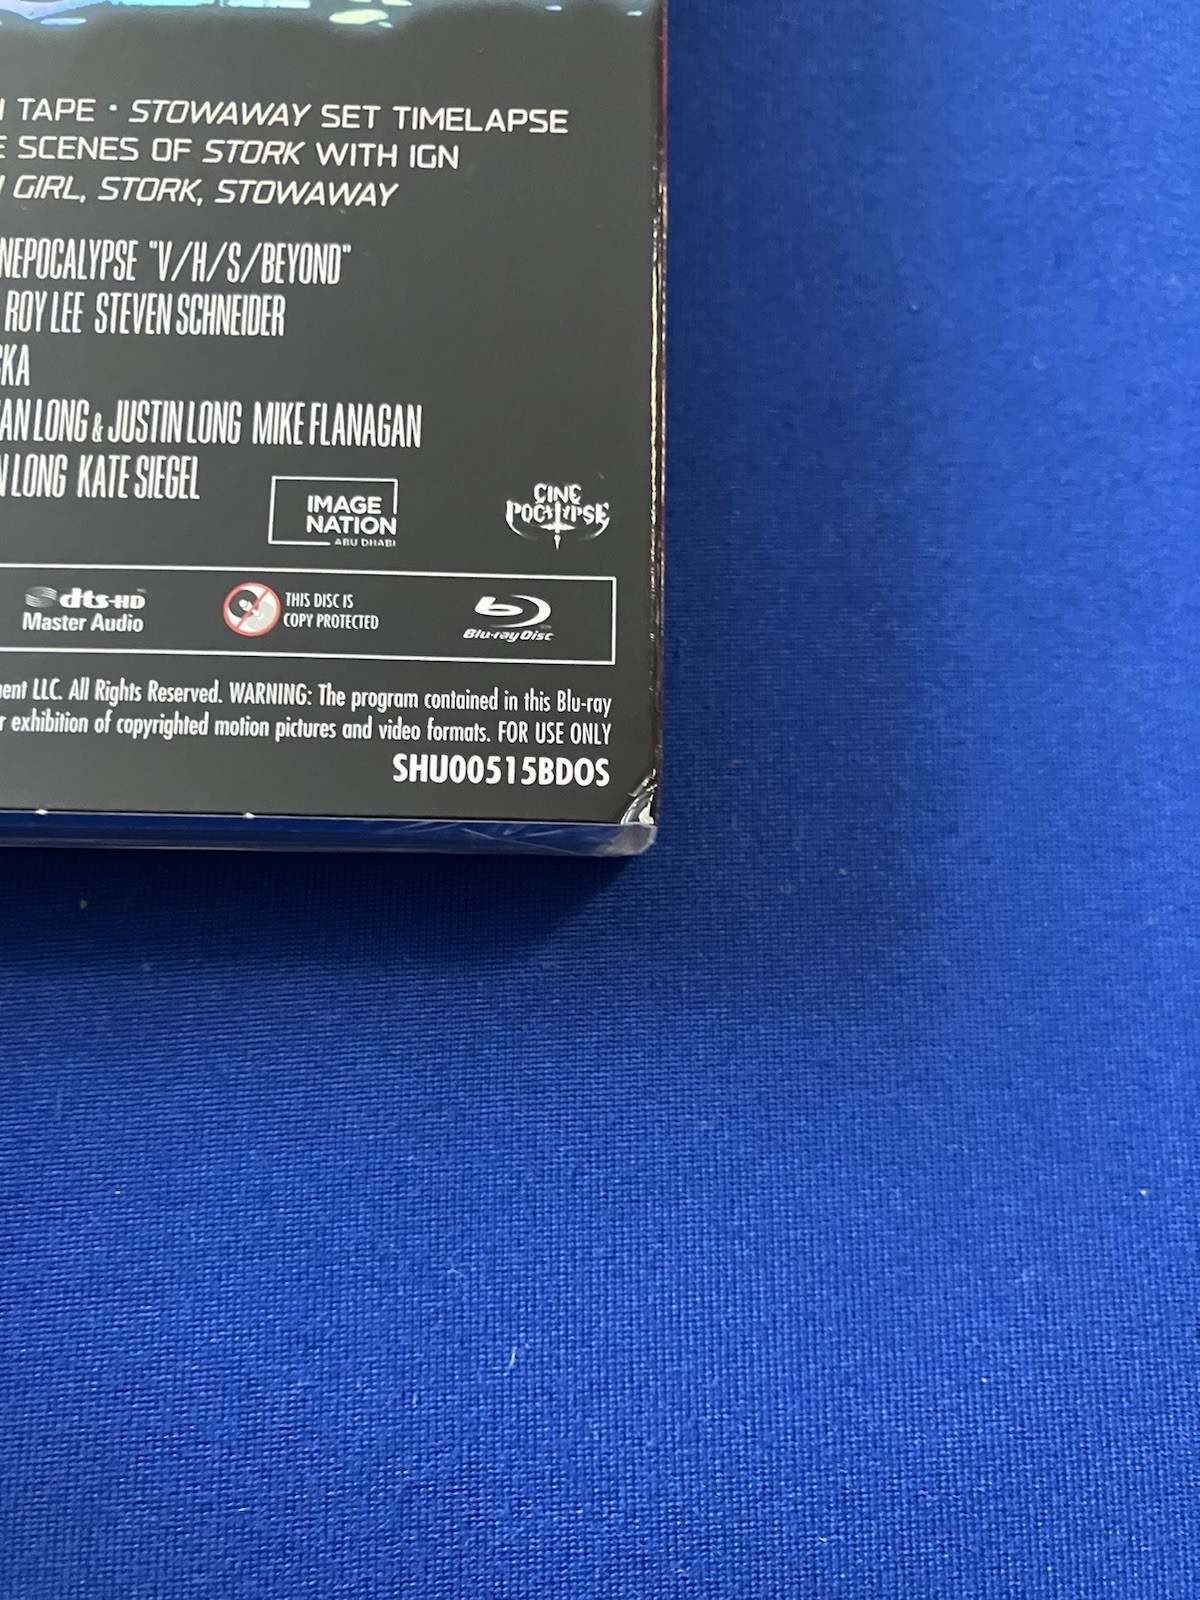 TAPE · STOWAWAY SET TIMELAPSE
SCENES OF STORK WITH IGN
GIRL, STORK, STOWAWAY
NEPOCALYPSE "V/H/S/BEYOND"
ROY LEE STEVEN SCHNEIDER
KA
AN LONG & JUSTIN LONG MIKE FLANAGAN
N LONG KATE SIEGEL
IMAGE
NATION
ABU DHABI
CINE
POCALYPSE
dts-HD
Master Audio
THIS DISC IS
COPY PROTECTED
Blu-ray Disc
ent LLC. All Rights Reserved. WARNING: The program contained in this Blu-ray
r exhibition of copyrighted motion pictures and video formats. FOR USE ONLY
SHU00515BDOS